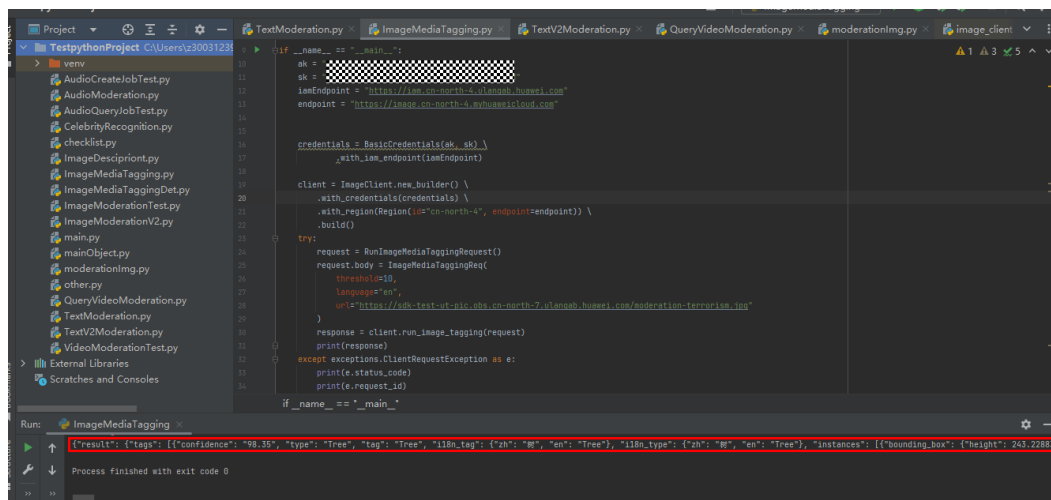 Project
TextModeration.py
ImageMediaTagging.py
TextV2Moderation.py
QueryVideoModeration.py
moderationImg.py
image_client
TestpythonProject C:\Users\z30031239
venv
AudioCreateJobTest.py
AudioModeration.py
AudioQueryJobTest.py
CelebrityRecognition.py
checklist.py
ImageDescipriont.py
ImageMediaTagging.py
ImageMediaTaggingDet.py
ImageModerationTest.py
ImageModerationV2.py
main.py
mainObject.py
moderationImg.py
other.py
QueryVideoModeration.py
TextModeration.py
TextV2Moderation.py
VideoModerationTest.py
External Libraries
Scratches and Consoles
1 3 5
if __name__ == "__main__":
ak = "
sk = "
iamEndpoint = "https://iam.cn-north-4.ulanqab.huawei.com"
endpoint = "https://image.cn-north-4.myhuaweicloud.com"
credentials = BasicCredentials(ak, sk) \
.with_iam_endpoint(iamEndpoint)
client = ImageClient.new_builder() \
.with_credentials(credentials) \
.with_region(Region(id="cn-north-4", endpoint=endpoint)) \
.build()
try:
request = RunImageMediaTaggingRequest()
request.body = ImageMediaTaggingReq(
threshold=10,
language="en",
url="https://sdk-test-ut-pic.obs.cn-north-7.ulanqab.huawei.com/moderation-terrorism.jpg"
)
response = client.run_image_tagging(request)
print(response)
except exceptions.ClientRequestException as e:
print(e.status_code)
print(e.request_id)
if __name__ == "__main__"
Run: ImageMediaTagging
{"result": {"tags": [{"confidence": "98.35", "type": "Tree", "tag": "Tree", "i18n_tag": {"zh": "树", "en": "Tree"}, "i18n_type": {"zh": "树", "en": "Tree"}, "instances": [{"bounding_box": {"height": 243.2288
Process finished with exit code 0